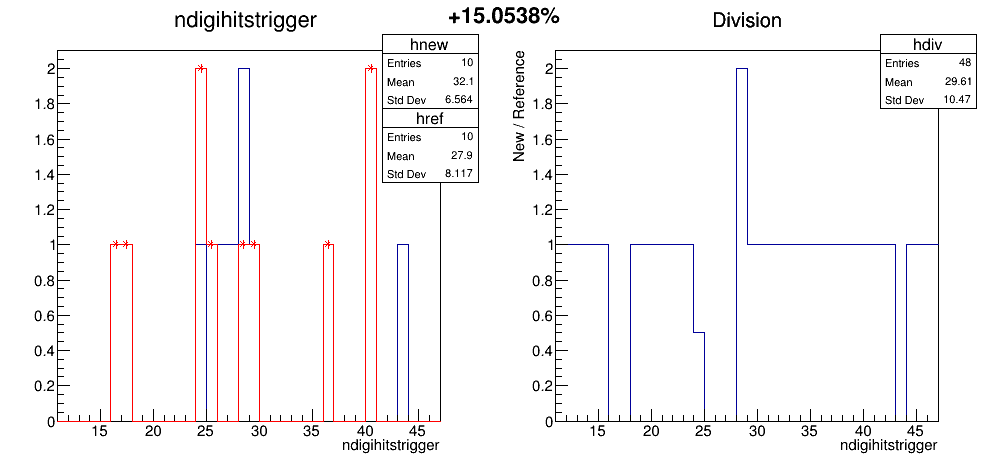 +15.0538%
ndigihitstrigger
hnew
Entries 10
Mean 32.1
Std Dev 6.564
href
Entries 10
Mean 27.9
Std Dev 8.117
2
1.8
1.6
1.4
1.2
1
0.8
0.6
0.4
0.2
0
15 20 25 30 35 40 45
ndigihitstrigger
Division
hdiv
Entries 48
Mean 29.61
Std Dev 10.47
New / Reference
2
1.8
1.6
1.4
1.2
1
0.8
0.6
0.4
0.2
0
15 20 25 30 35 40 45
ndigihitstrigger